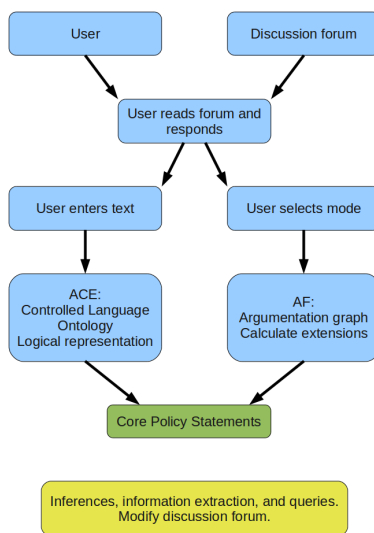 User
Discussion forum
User reads forum and
responds
User enters text
User selects mode
ACE:
Controlled Language
Ontology
Logical representation
AF:
Argumentation graph
Calculate extensions
Core Policy Statements
Inferences, information extraction, and queries.
Modify discussion forum.